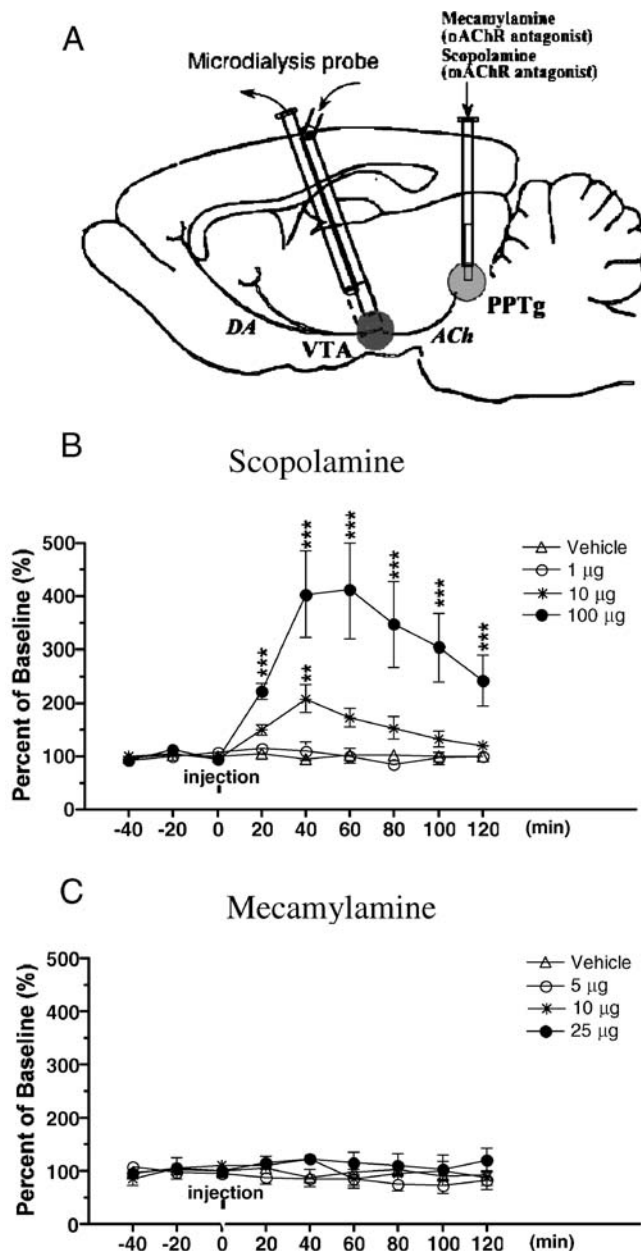 A
Microdialysis probe
Mecamylamine
(nAChR antagonist)
Scopolamine
(mAChR antagonist)
DA
VTA
ACh
PPTg
B
Scopolamine
Percent of Baseline (%)
500
400
300
200
100
0
***
***
***
***
***
***
**
injection
-40 -20 0 20 40 60 80 100 120 (min)
Vehicle
1 μg
10 μg
100 μg
C
Mecamylamine
Percent of Baseline (%)
500
400
300
200
100
0
injection
-40 -20 0 20 40 60 80 100 120 (min)
Vehicle
5 μg
10 μg
25 μg